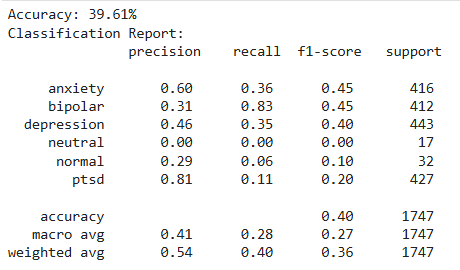 Accuracy: 39.61%
Classification Report:
precision recall f1-score support
anxiety 0.60 0.36 0.45 416
bipolar 0.31 0.83 0.45 412
depression 0.46 0.35 0.40 443
neutral 0.00 0.00 0.00 17
normal 0.29 0.06 0.10 32
ptsd 0.81 0.11 0.20 427
accuracy 0.40 1747
macro avg 0.41 0.28 0.27 1747
weighted avg 0.54 0.40 0.36 1747